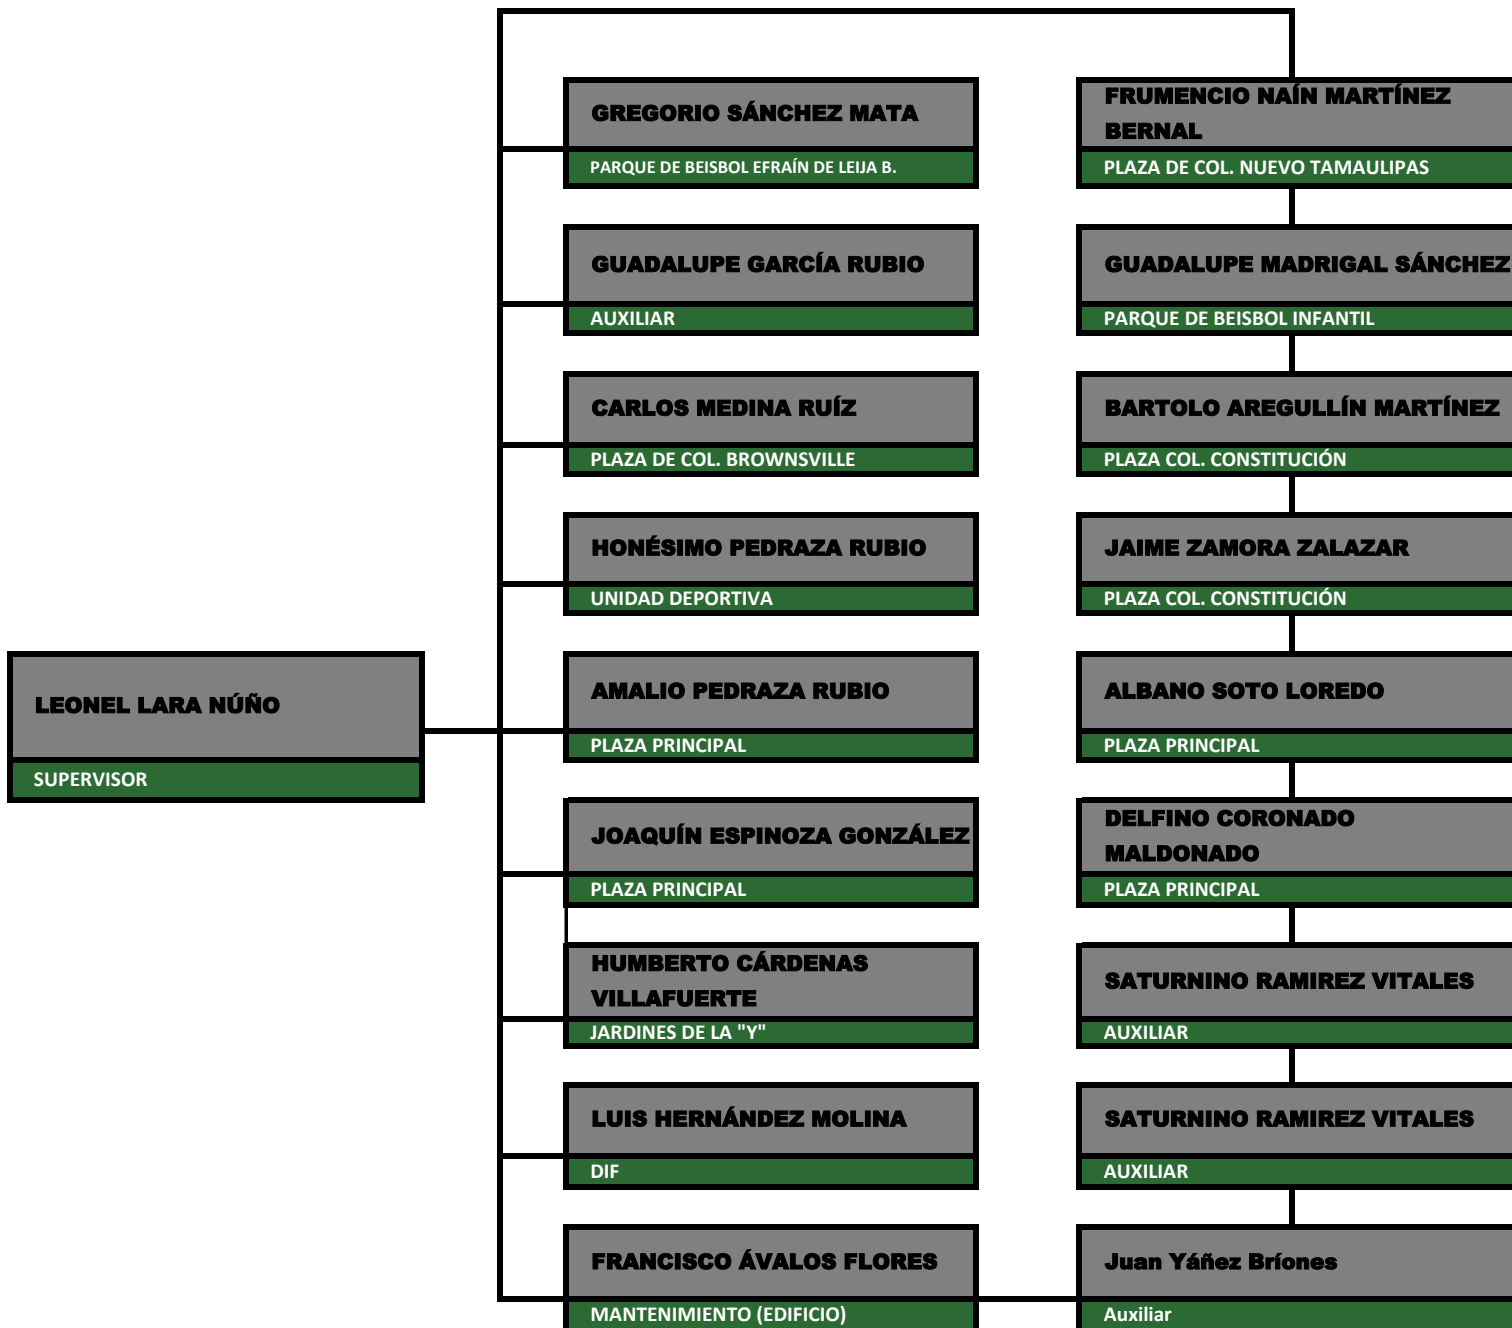 LEONEL LARA NÚÑO
SUPERVISOR
GREGORIO SÁNCHEZ MATA
PARQUE DE BEISBOL EFRAÍN DE LEIJA B.
GUADALUPE GARCÍA RUBIO
AUXILIAR
CARLOS MEDINA RUÍZ
PLAZA DE COL. BROWNSVILLE
HONÉSIMO PEDRAZA RUBIO
UNIDAD DEPORTIVA
AMALIO PEDRAZA RUBIO
PLAZA PRINCIPAL
JOAQUÍN ESPINOZA GONZÁLEZ
PLAZA PRINCIPAL
HUMBERTO CÁRDENAS
VILLAFUERTE
JARDINES DE LA "Y"
LUIS HERNÁNDEZ MOLINA
DIF
FRANCISCO ÁVALOS FLORES
MANTENIMIENTO (EDIFICIO)
FRUMENCIO NAÍN MARTÍNEZ
BERNAL
PLAZA DE COL. NUEVO TAMAULIPAS
GUADALUPE MADRIGAL SÁNCHEZ
PARQUE DE BEISBOL INFANTIL
BARTOLO AREGULLÍN MARTÍNEZ
PLAZA COL. CONSTITUCIÓN
JAIME ZAMORA ZALAZAR
PLAZA COL. CONSTITUCIÓN
ALBANO SOTO LOREDO
PLAZA PRINCIPAL
DELFINO CORONADO
MALDONADO
PLAZA PRINCIPAL
SATURNINO RAMIREZ VITALES
AUXILIAR
SATURNINO RAMIREZ VITALES
AUXILIAR
Juan Yáñez Bríones
Auxiliar